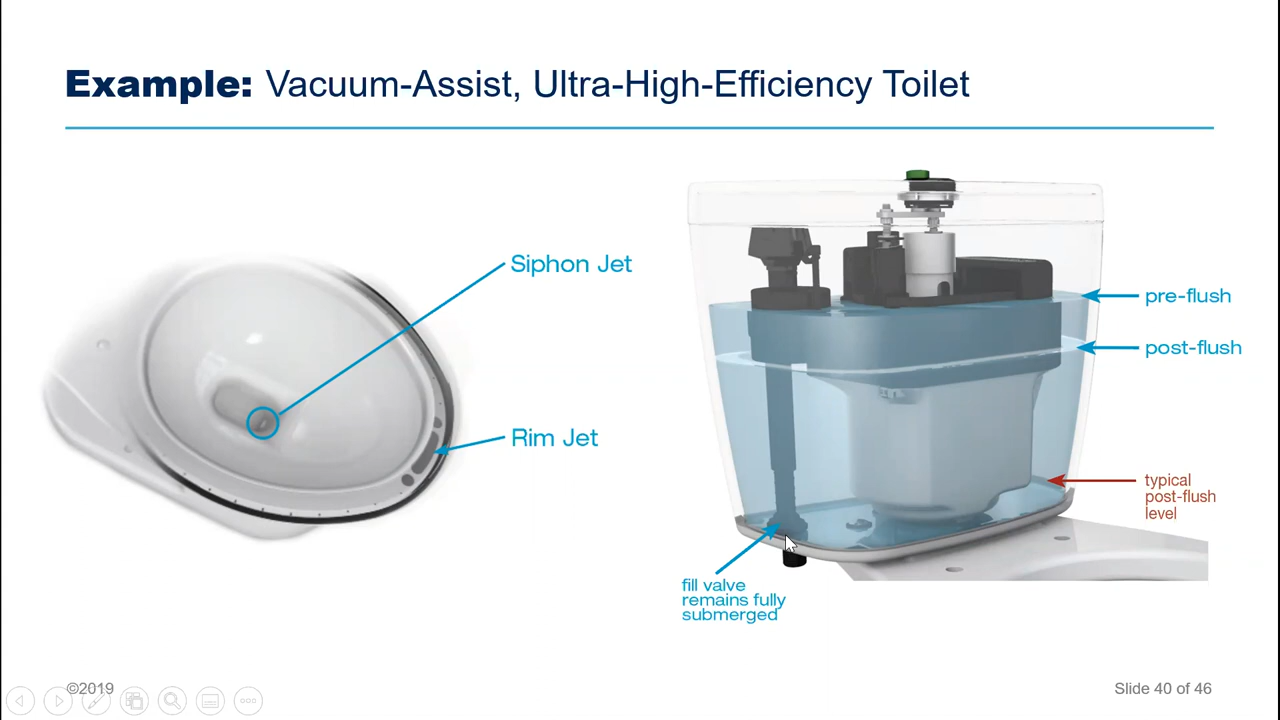 Example: Vacuum-Assist, Ultra-High-Efficiency Toilet
Siphon Jet
Rim Jet
pre-flush
post-flush
typical
post-flush
level
fill valve
remains fully
submerged
©2019
Slide 40 of 46